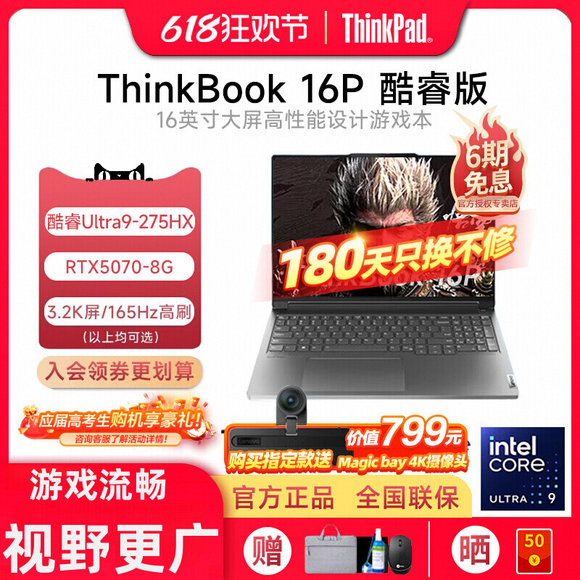 618狂欢节
ThinkPad
ThinkBook 16P 酷睿版
16英寸大屏高性能设计游戏本
6期
免息
官方授权专卖店
酷睿Ultra9-275HX
RTX5070-8G
3.2K屏/165Hz高刷
(以上均可选)
180天只换不修
ThinkBook 16P
入会领券更划算
应届高考生购机享豪礼!
咨询客服了解活动详情!
价值799元
购买指定款送 Magic bay 4K摄像头
intel
CORE
ULTRA 9
官方正品 全国联保
游戏流畅
视野更广
赠
晒
50